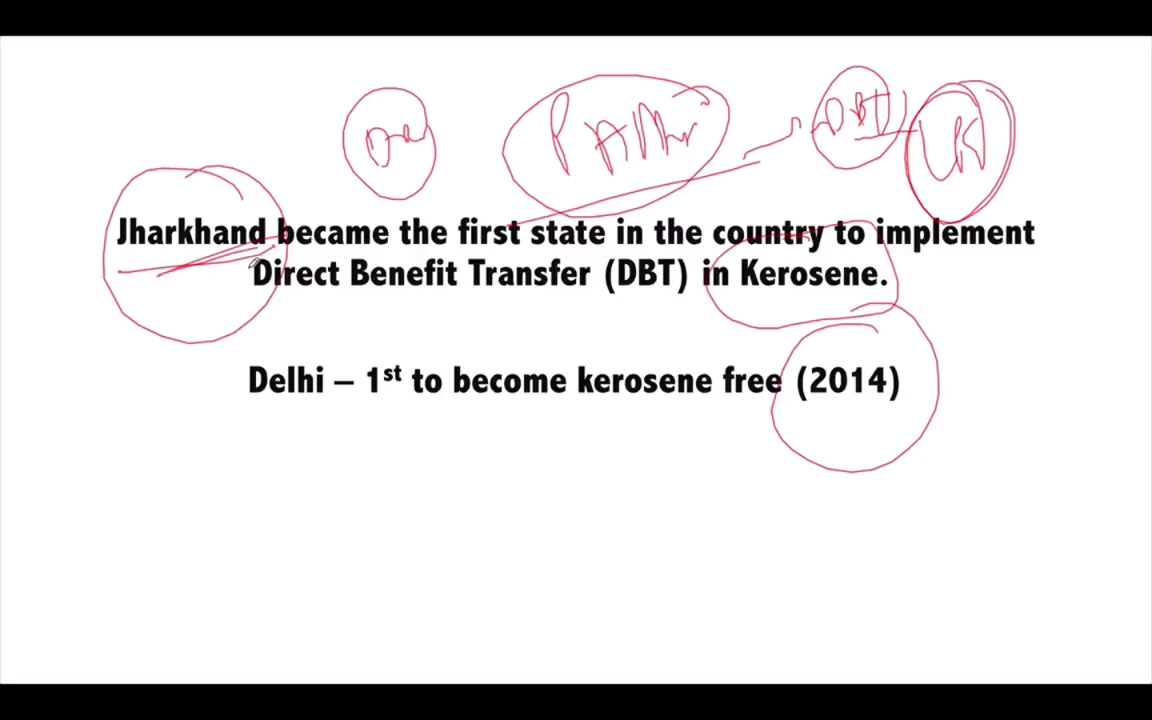 DBT
Jharkhand became the first state in the country to implement
Direct Benefit Transfer (DBT) in Kerosene.
Delhi – 1st to become kerosene free (2014)